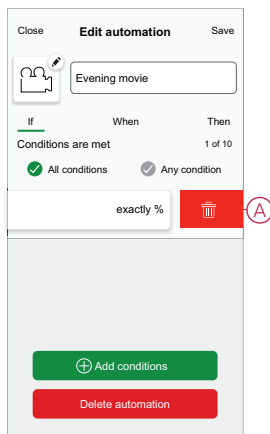 Close Edit automation Save
Evening movie
If When Then
Conditions are met 1 of 10
All conditions Any condition
exactly %
A
Add conditions
Delete automation